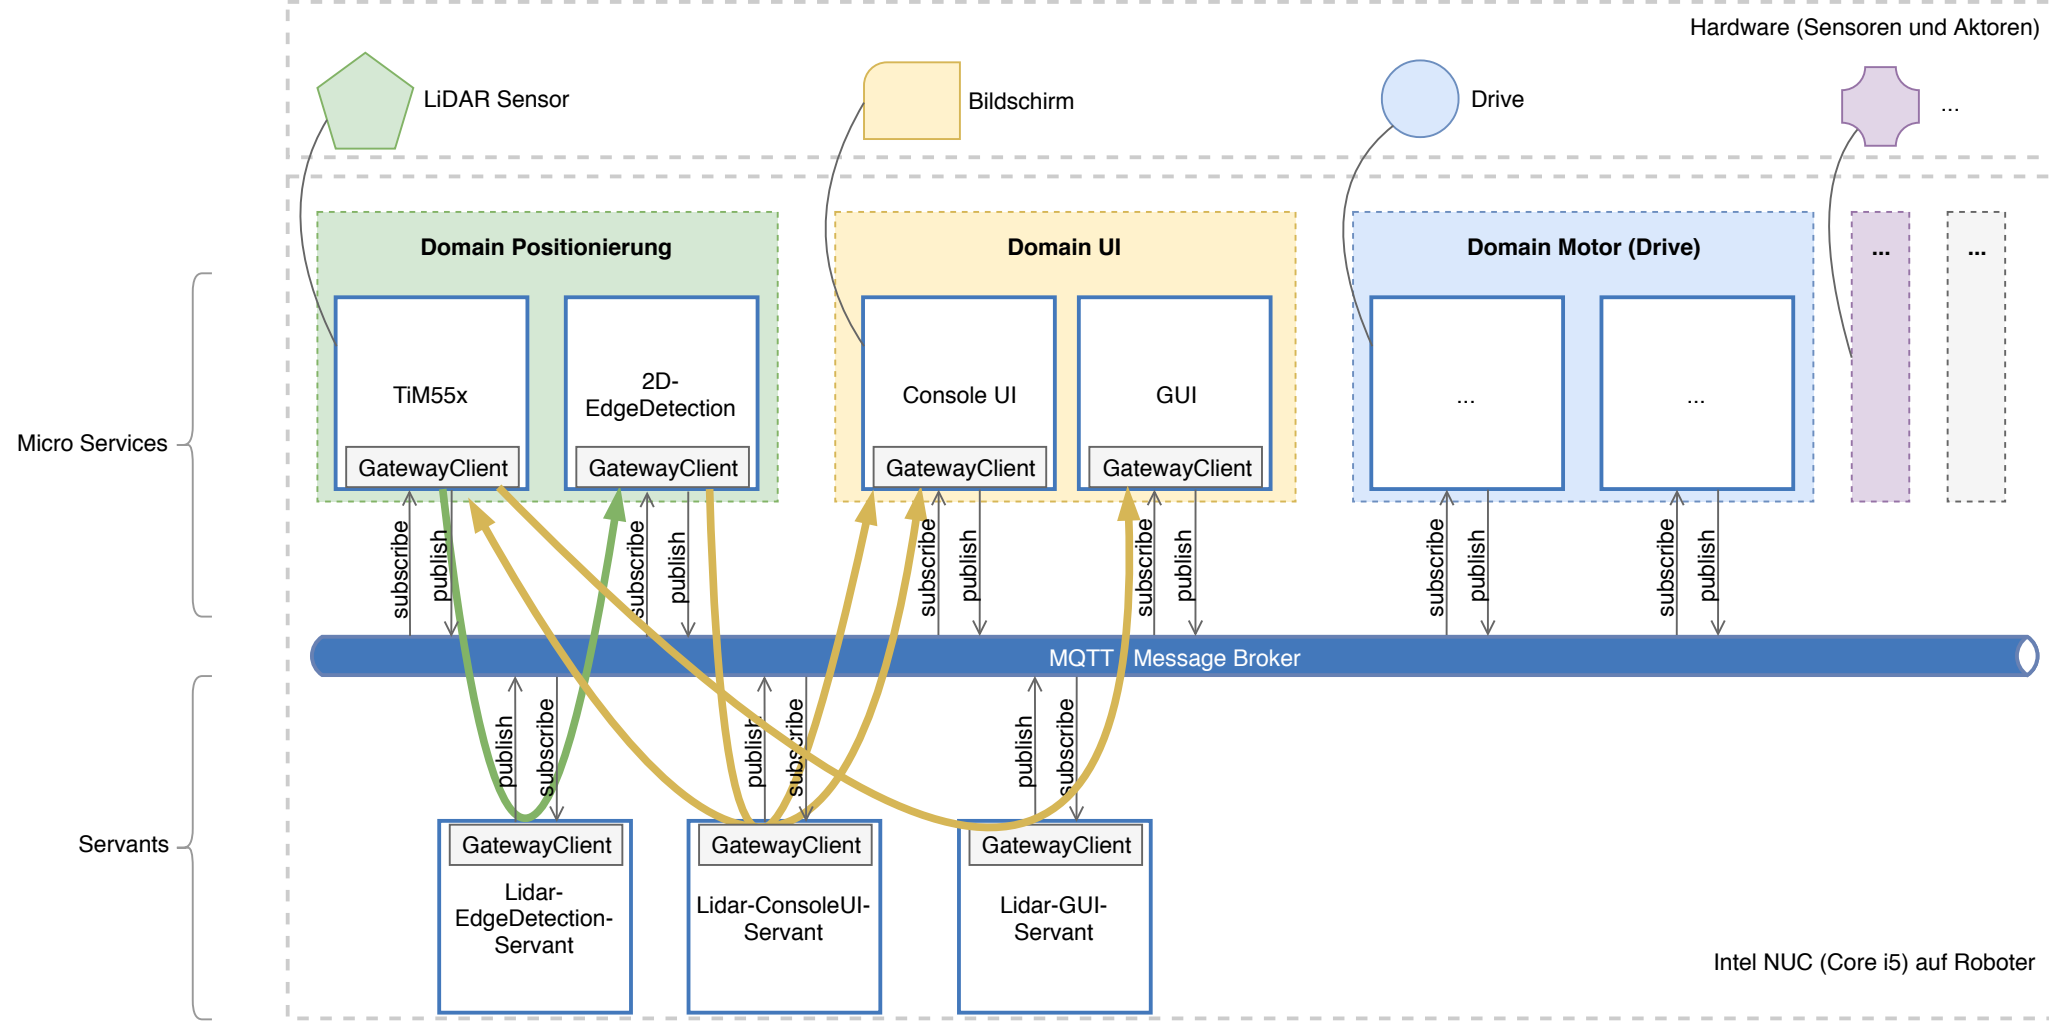 Hardware (Sensoren und Aktoren)
LiDAR Sensor
Bildschirm
Drive
...
Domain Positionierung
Domain UI
Domain Motor (Drive)
...
...
TiM55x
2D-
EdgeDetection
Console UI
GUI
...
...
Micro Services
GatewayClient
GatewayClient
GatewayClient
GatewayClient
subscribe
publish
subscribe
publish
subscribe
publish
subscribe
publish
subscribe
publish
subscribe
publish
MQTT Message Broker
publish
subscribe
publish
subscribe
publish
subscribe
Servants
GatewayClient
Lidar-
EdgeDetection-
Servant
GatewayClient
Lidar-ConsoleUI-
Servant
GatewayClient
Lidar-GUI-
Servant
Intel NUC (Core i5) auf Roboter